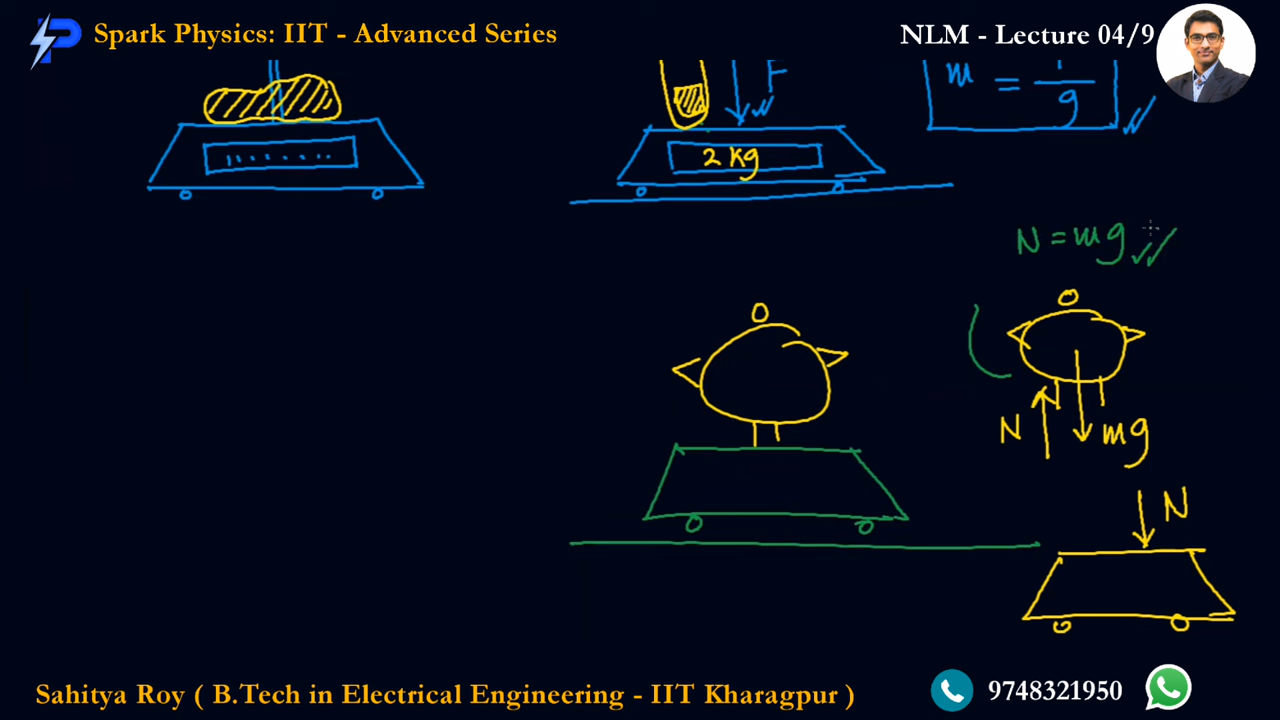 Spark Physics: IIT - Advanced Series
NLM - Lecture 04/9
F
m = /g
2 kg
N = mg
N
mg
N
Sahitya Roy ( B.Tech in Electrical Engineering - IIT Kharagpur )
9748321950